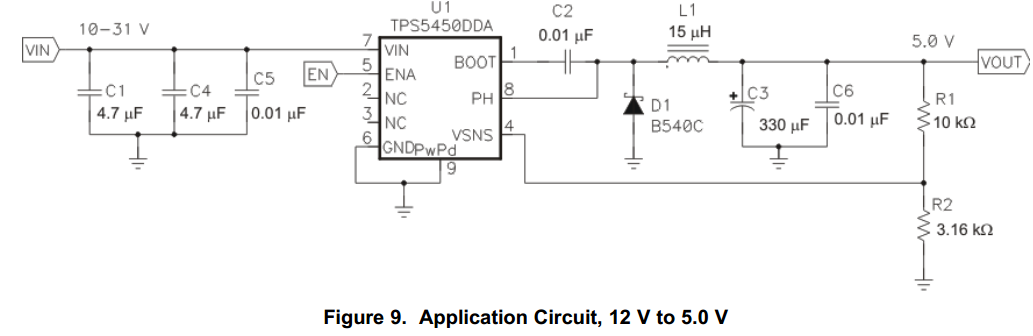 U1
TPS5450DDA
C2
0.01 µF
L1
15 µH
10-31 V
5.0 V
VIN
VOUT
7
VIN
5
ENA
EN
2
NC
3
NC
6
GND
PwPd
9
BOOT
1
PH
8
VSNS
4
C1
4.7 µF
C4
4.7 µF
C5
0.01 µF
D1
B540C
+
C3
330 µF
C6
0.01 µF
R1
10 kΩ
R2
3.16 kΩ
Figure 9. Application Circuit, 12 V to 5.0 V